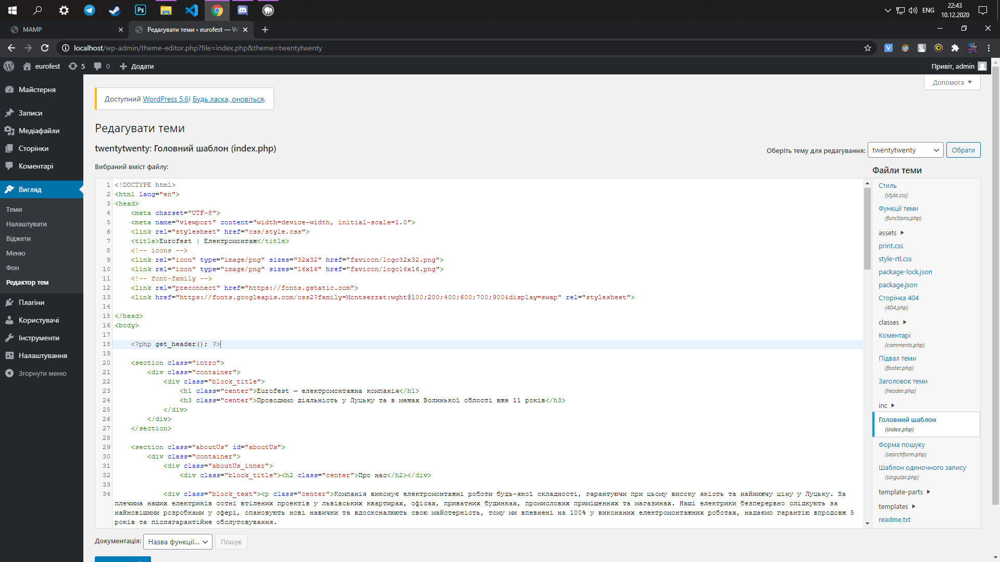 22:43
ENG
10.12.2020
MAMP
Редагувати теми ‹ eurofest — W
localhost/wp-admin/theme-editor.php?file=index.php&theme=twentytwenty
eurofest
5
0
Додати
Привіт, admin
Майстерня
Записи
Медіафайли
Сторінки
Коментарі
Вигляд
Теми
Налаштувати
Віджети
Меню
Фон
Редактор тем
Плагіни
Користувачі
Інструменти
Налаштування
Згорнути меню
Допомога
Доступний WordPress 5.6! Будь ласка, оновіться.
Редагувати теми
twentytwenty: Головний шаблон (index.php)
Оберіть тему для редагування: twentytwenty Обрати
Вибраний вміст файлу:
1 <!DOCTYPE html>
2 <html lang="en">
3 <head>
4 <meta charset="UTF-8">
5 <meta name="viewport" content="width=device-width, initial-scale=1.0">
6 <link rel="stylesheet" href="css/style.css">
7 <title>Eurofest | Електромонтаж</title>
8 <!-- icons -->
9 <link rel="icon" type="image/png" sizes="32x32" href="favicon/logo32x32.png">
10 <link rel="icon" type="image/png" sizes="16x16" href="favicon/logo16x16.png">
11 <!-- font-family -->
12 <link rel="preconnect" href="https://fonts.gstatic.com">
13 <link href="https://fonts.googleapis.com/css2?family=Montserrat:wght@100;200;400;600;700;900&display=swap" rel="stylesheet">
14
15 </head>
16 <body>
17
18 <?php get_header(); ?>
19
20 <section class="intro">
21 <div class="container">
22 <div class="block_title">
23 <h1 class="center">Eurofest — електромонтажна компанія</h1>
24 <h3 class="center">Проводимо діяльність у Луцьку та в межах Волинької облості вже 11 років</h3>
25 </div>
26 </div>
27 </section>
28
29 <section class="aboutUs" id="aboutUs">
30 <div class="container">
31 <div class="aboutUs_inner">
32 <div class="block_title"><h2 class="center">Про нас</h2></div>
33
34 <div class="block_text"><p class="center">Компанія виконує електромонтажні роботи будь-якої складності, гарантуючи при цьому високу якість та найнижчу ціну у Луцьку. За
плечима наших електриків сотні втілених проектів у львівських квартирах, офісах, приватних будинках, промислових приміщеннях та магазинах. Наші електрики безперервно слідкують за
найновішими розробками у сфері, опановують нові навички та вдосконалюють свою майстерність, тому ми впевнені на 100% у виконаних електромонтажних роботах, надаємо гарантію впродовж 5
років та післягарантійне обслуговування.
Файли теми
Стиль
(style.css)
Функції теми
(functions.php)
assets
print.css
style-rtl.css
package-lock.json
package.json
Сторінка 404
(404.php)
classes
Коментарі
(comments.php)
Підвал теми
(footer.php)
Заголовок теми
(header.php)
inc
Головний шаблон
(index.php)
Форма пошуку
(searchform.php)
Шаблон одиночного запису
(singular.php)
template-parts
templates
readme.txt
Документація: Назва функції... Пошук